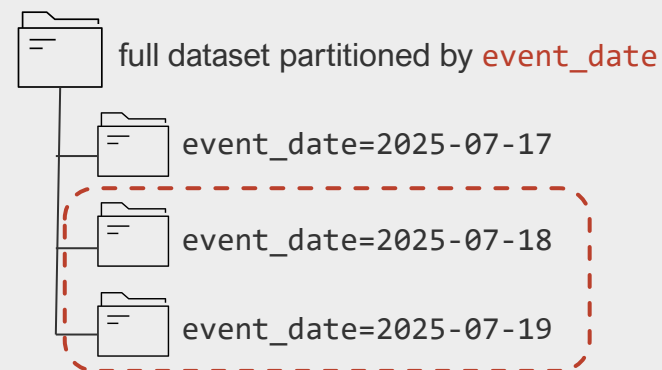 full dataset partitioned by event_date
event_date=2025-07-17
event_date=2025-07-18
event_date=2025-07-19